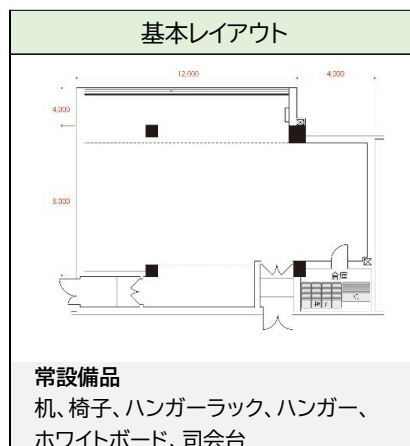 基本レイアウト
12,000
4,000
4,000
倉庫
常設備品
机、椅子、ハンガーラック、ハンガー、
ホワイトボード、司会台